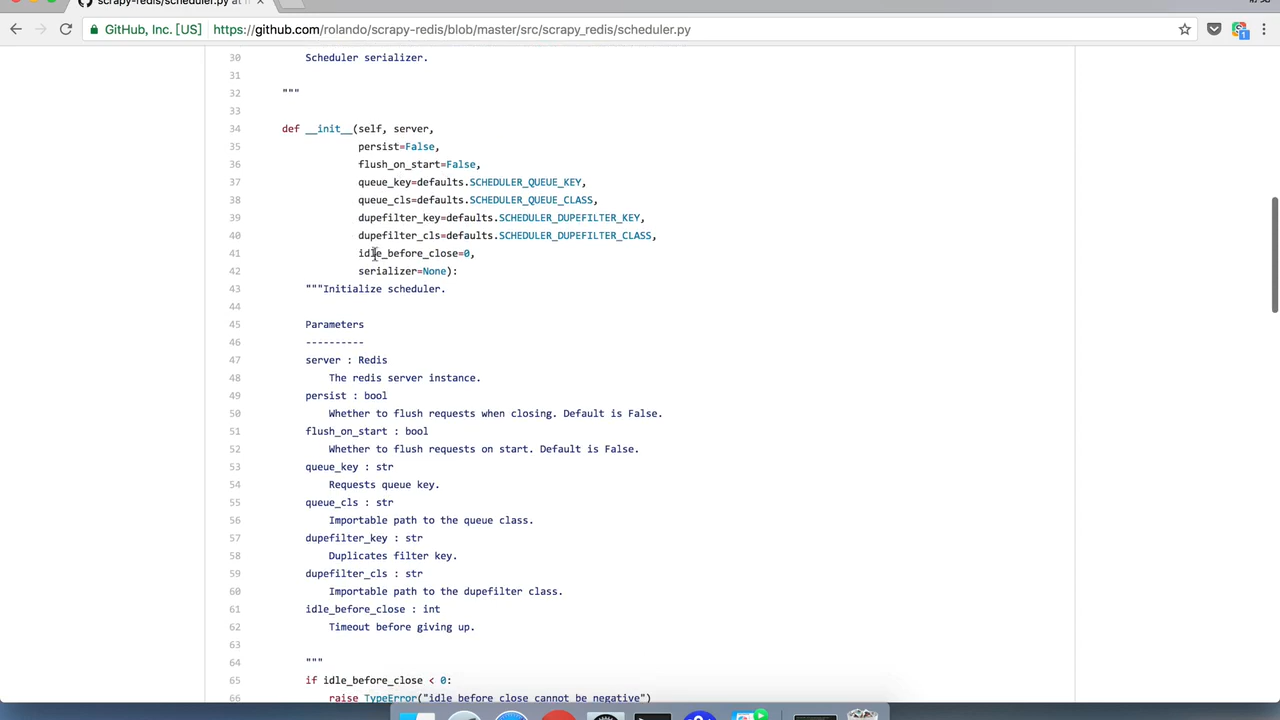 scrapy-redis/scheduler.py at
GitHub, Inc. [US]
https://github.com/rolando/scrapy-redis/blob/master/src/scrapy_redis/scheduler.py
1
30 Scheduler serializer.
31
32 """
33
34 def __init__(self, server,
35 persist=False,
36 flush_on_start=False,
37 queue_key=defaults.SCHEDULER_QUEUE_KEY,
38 queue_cls=defaults.SCHEDULER_QUEUE_CLASS,
39 dupefilter_key=defaults.SCHEDULER_DUPEFILTER_KEY,
40 dupefilter_cls=defaults.SCHEDULER_DUPEFILTER_CLASS,
41 idle_before_close=0,
42 serializer=None):
43 """Initialize scheduler.
44
45 Parameters
46 ----------
47 server : Redis
48 The redis server instance.
49 persist : bool
50 Whether to flush requests when closing. Default is False.
51 flush_on_start : bool
52 Whether to flush requests on start. Default is False.
53 queue_key : str
54 Requests queue key.
55 queue_cls : str
56 Importable path to the queue class.
57 dupefilter_key : str
58 Duplicates filter key.
59 dupefilter_cls : str
60 Importable path to the dupefilter class.
61 idle_before_close : int
62 Timeout before giving up.
63
64 """
65 if idle_before_close < 0:
66 raise TypeError("idle_before_close cannot be negative")